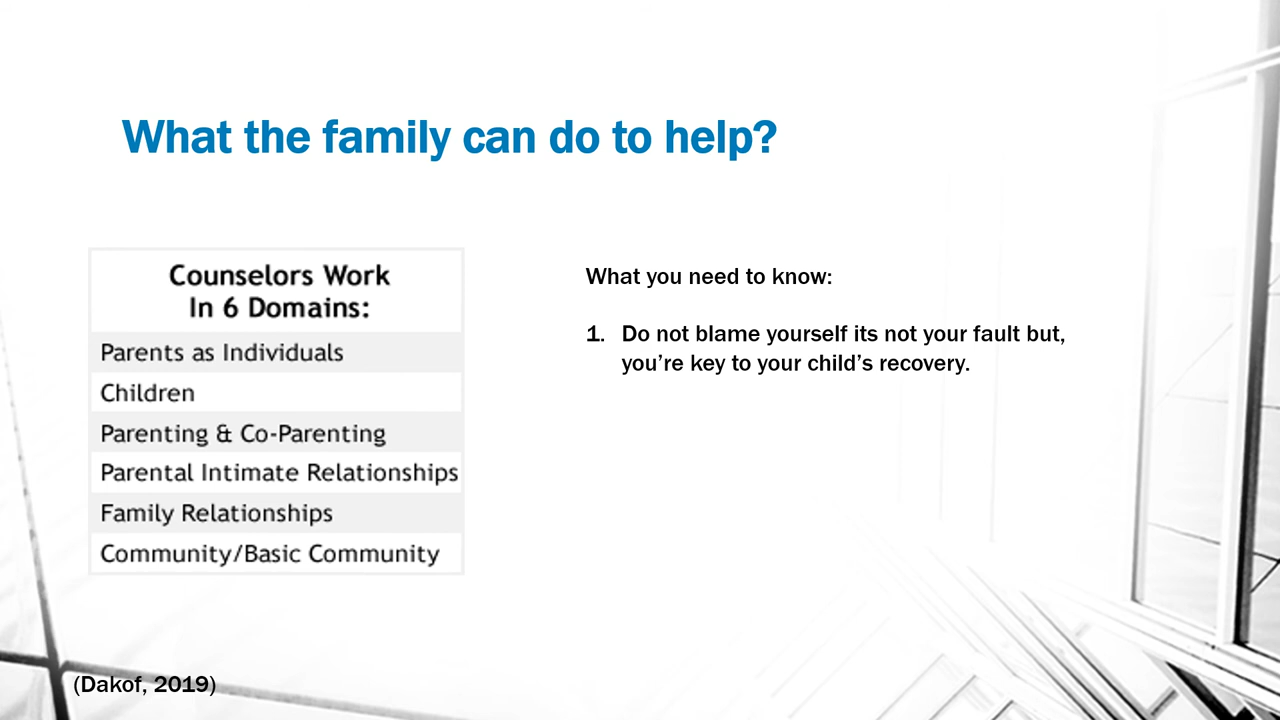 What the family can do to help?
Counselors Work
In 6 Domains:
Parents as Individuals
Children
Parenting & Co-Parenting
Parental Intimate Relationships
Family Relationships
Community/Basic Community
What you need to know:
1. Do not blame yourself its not your fault but,
you’re key to your child’s recovery.
(Dakof, 2019)